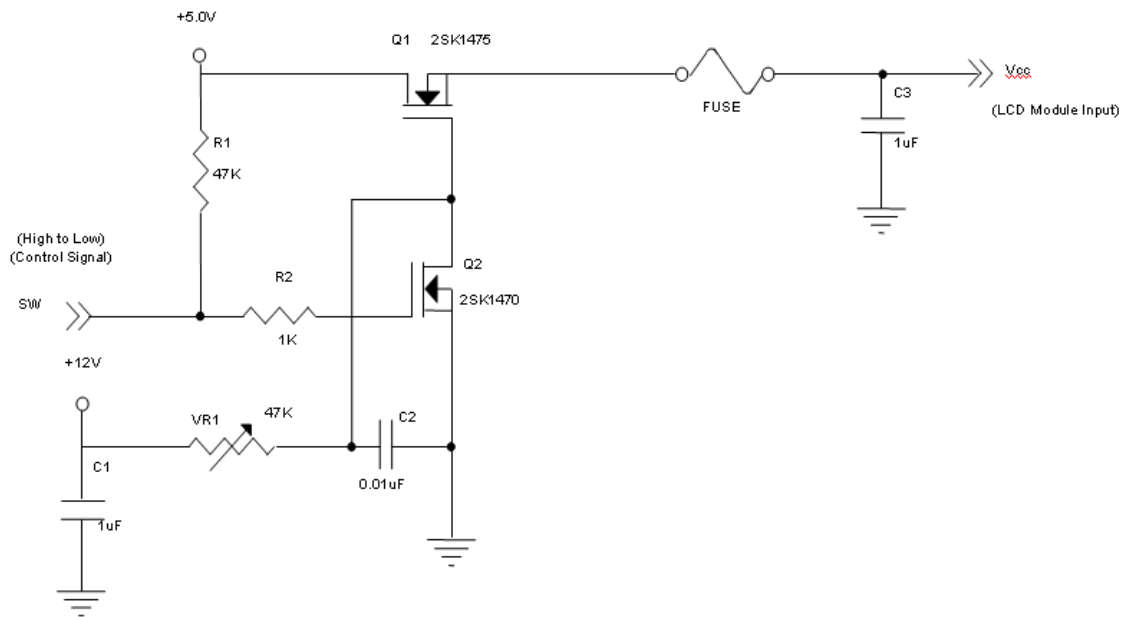 +5.0V
Q1 2SK1475
Vcc
C3
FUSE
(LCD Module Input)
R1
1uF
47K
(High to Low)
(Control Signal)
R2
Q2
SW
2SK1470
1K
+12V
VR1
47K
C2
C1
0.01uF
1uF